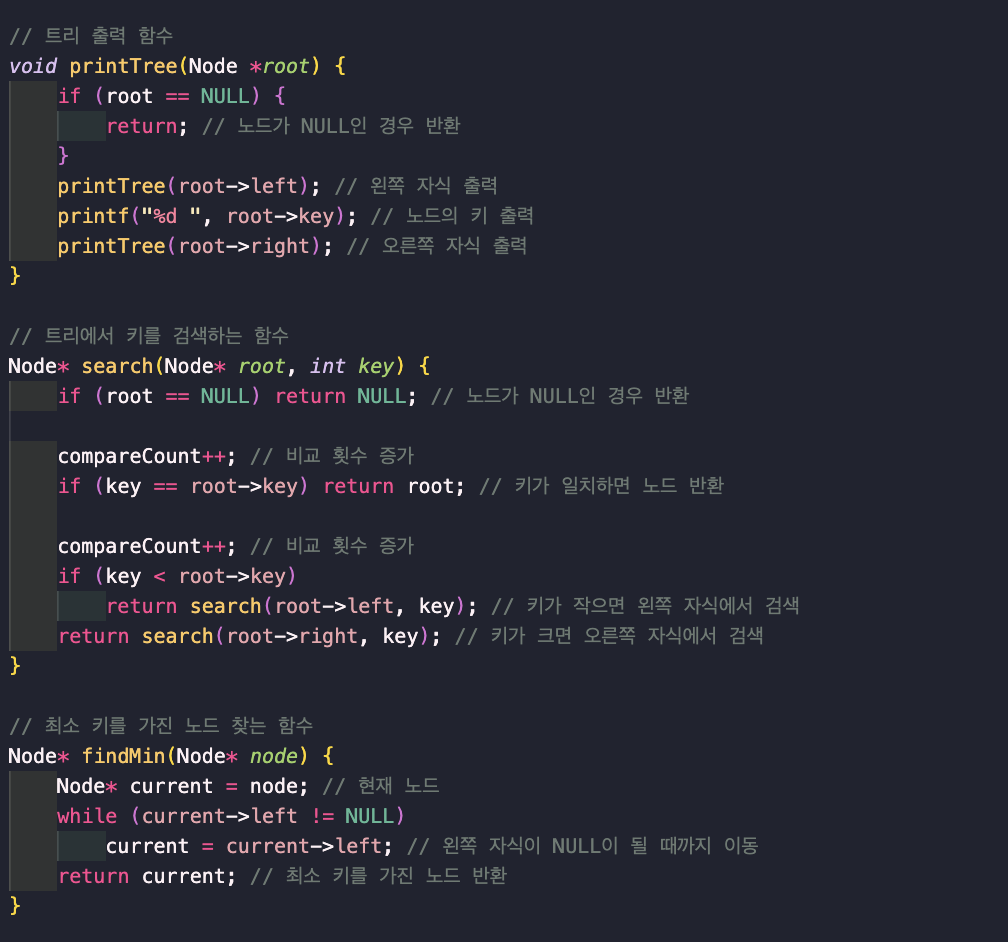 // 트리 출력 함수
void printTree(Node *root) {
    if (root == NULL) {
        return; // 노드가 NULL인 경우 반환
    }
    printTree(root->left); // 왼쪽 자식 출력
    printf("%d ", root->key); // 노드의 키 출력
    printTree(root->right); // 오른쪽 자식 출력
}

// 트리에서 키를 검색하는 함수
Node* search(Node* root, int key) {
    if (root == NULL) return NULL; // 노드가 NULL인 경우 반환

    compareCount++; // 비교 횟수 증가
    if (key == root->key) return root; // 키가 일치하면 노드 반환

    compareCount++; // 비교 횟수 증가
    if (key < root->key)
        return search(root->left, key); // 키가 작으면 왼쪽 자식에서 검색
    return search(root->right, key); // 키가 크면 오른쪽 자식에서 검색
}

// 최소 키를 가진 노드 찾는 함수
Node* findMin(Node* node) {
    Node* current = node; // 현재 노드
    while (current->left != NULL)
        current = current->left; // 왼쪽 자식이 NULL이 될 때까지 이동
    return current; // 최소 키를 가진 노드 반환
}